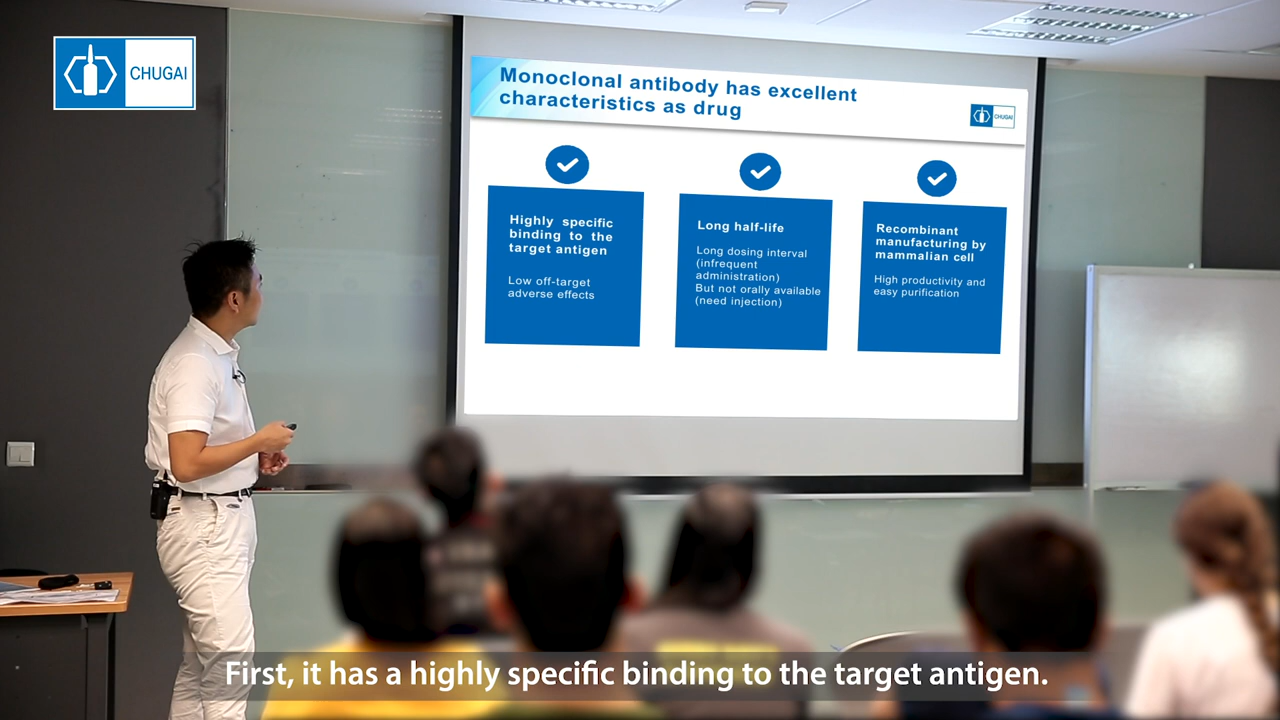 CHUGAI
Monoclonal antibody has excellent
characteristics as drug
CHUGAI
Highly specific
binding to the
target antigen
Low off-target
adverse effects
Long half-life
Long dosing interval
(infrequent
administration)
But not orally available
(need injection)
Recombinant
manufacturing by
mammalian cell
High productivity and
easy purification
First, it has a highly specific binding to the target antigen.